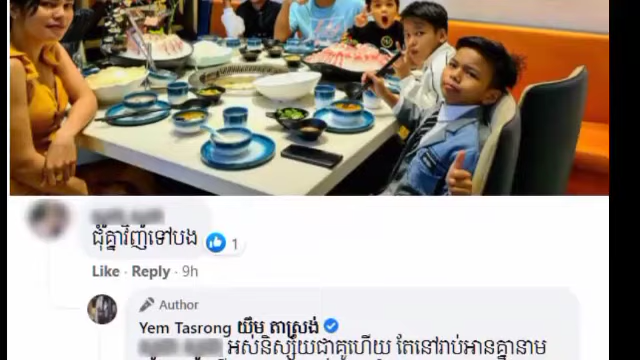 ជុំគ្នាវិញទៅបង
1
Like · Reply · 9h
Author
Yem Tasrong យឹម តាស្រង់
អស់និស្ស័យជាគូហើយ តែនៅរាប់អានគ្នានាម